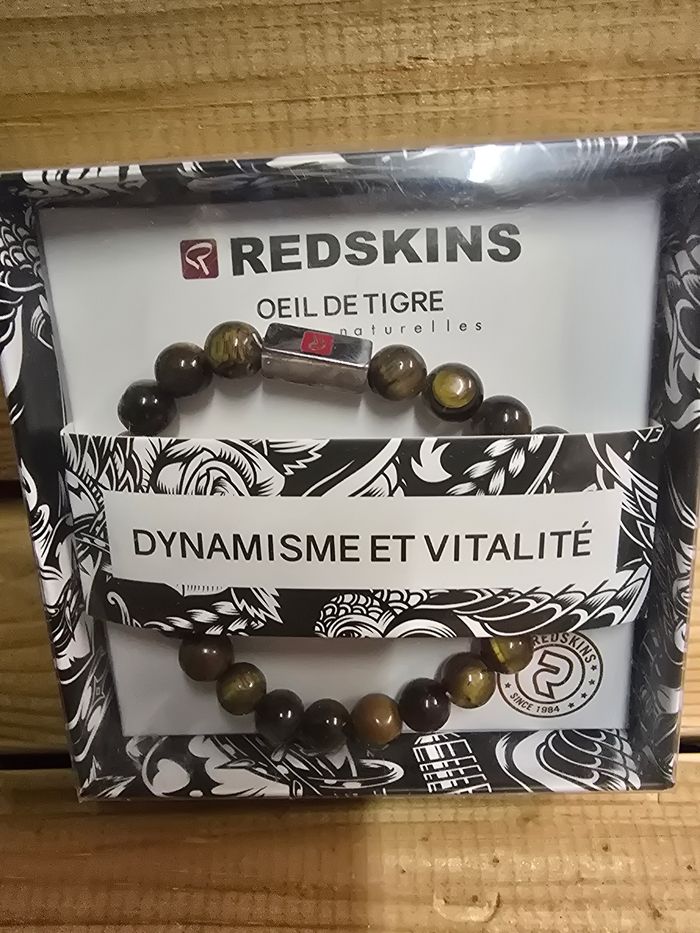 REDSKINS
OEIL DE TIGRE
naturelles
DYNAMISME ET VITALITÉ
REDSKINS
SINCE 1984